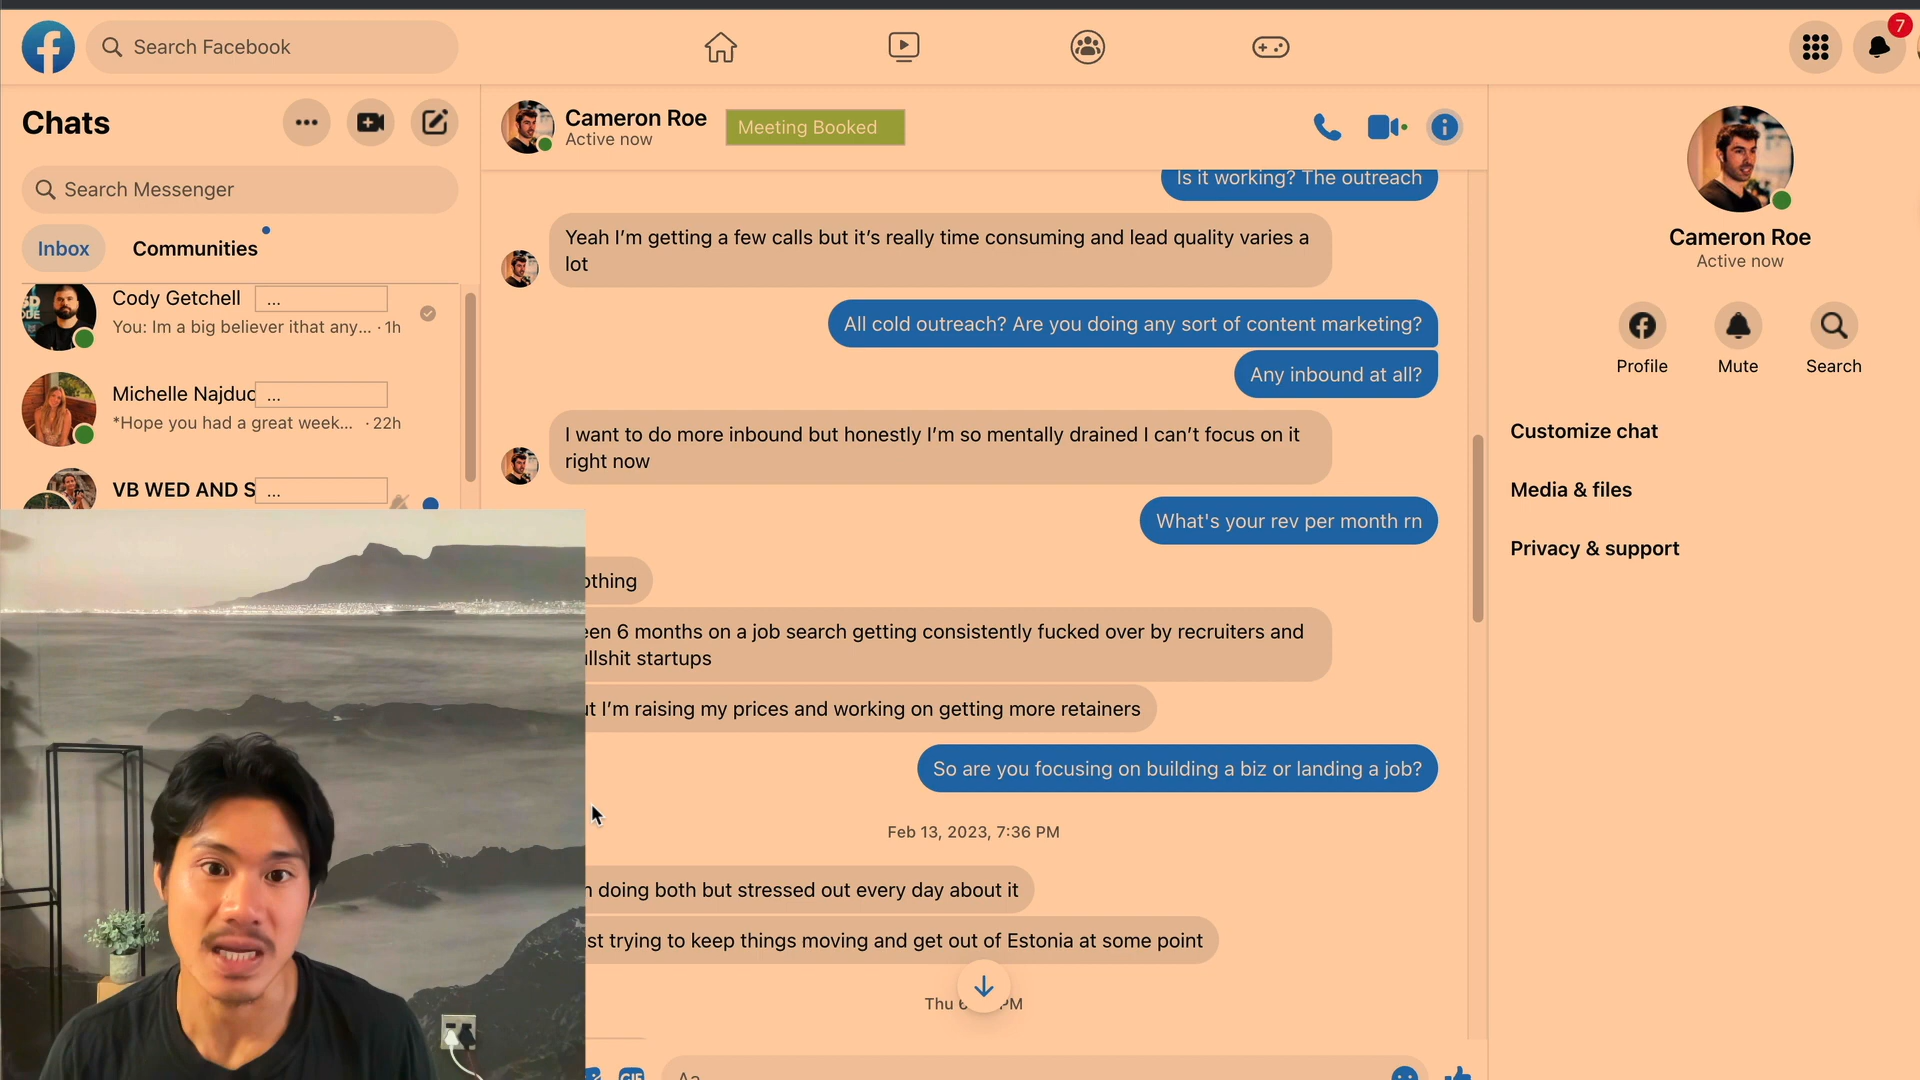 Search Facebook
7
Chats
Search Messenger
Inbox
Communities
Cody Getchell ...
You: Im a big believer ithat any... · 1h
Michelle Najduc ...
*Hope you had a great week... · 22h
VB WED AND S ...
Cameron Roe
Active now
Meeting Booked
Is it working? The outreach
Yeah I'm getting a few calls but it's really time consuming and lead quality varies a
lot
All cold outreach? Are you doing any sort of content marketing?
Any inbound at all?
I want to do more inbound but honestly I'm so mentally drained I can't focus on it
right now
What's your rev per month rn
othing
een 6 months on a job search getting consistently fucked over by recruiters and
llshit startups
ut I'm raising my prices and working on getting more retainers
So are you focusing on building a biz or landing a job?
Feb 13, 2023, 7:36 PM
doing both but stressed out every day about it
st trying to keep things moving and get out of Estonia at some point
Thu PM
GIF
Aa
Cameron Roe
Active now
Profile
Mute
Search
Customize chat
Media & files
Privacy & support